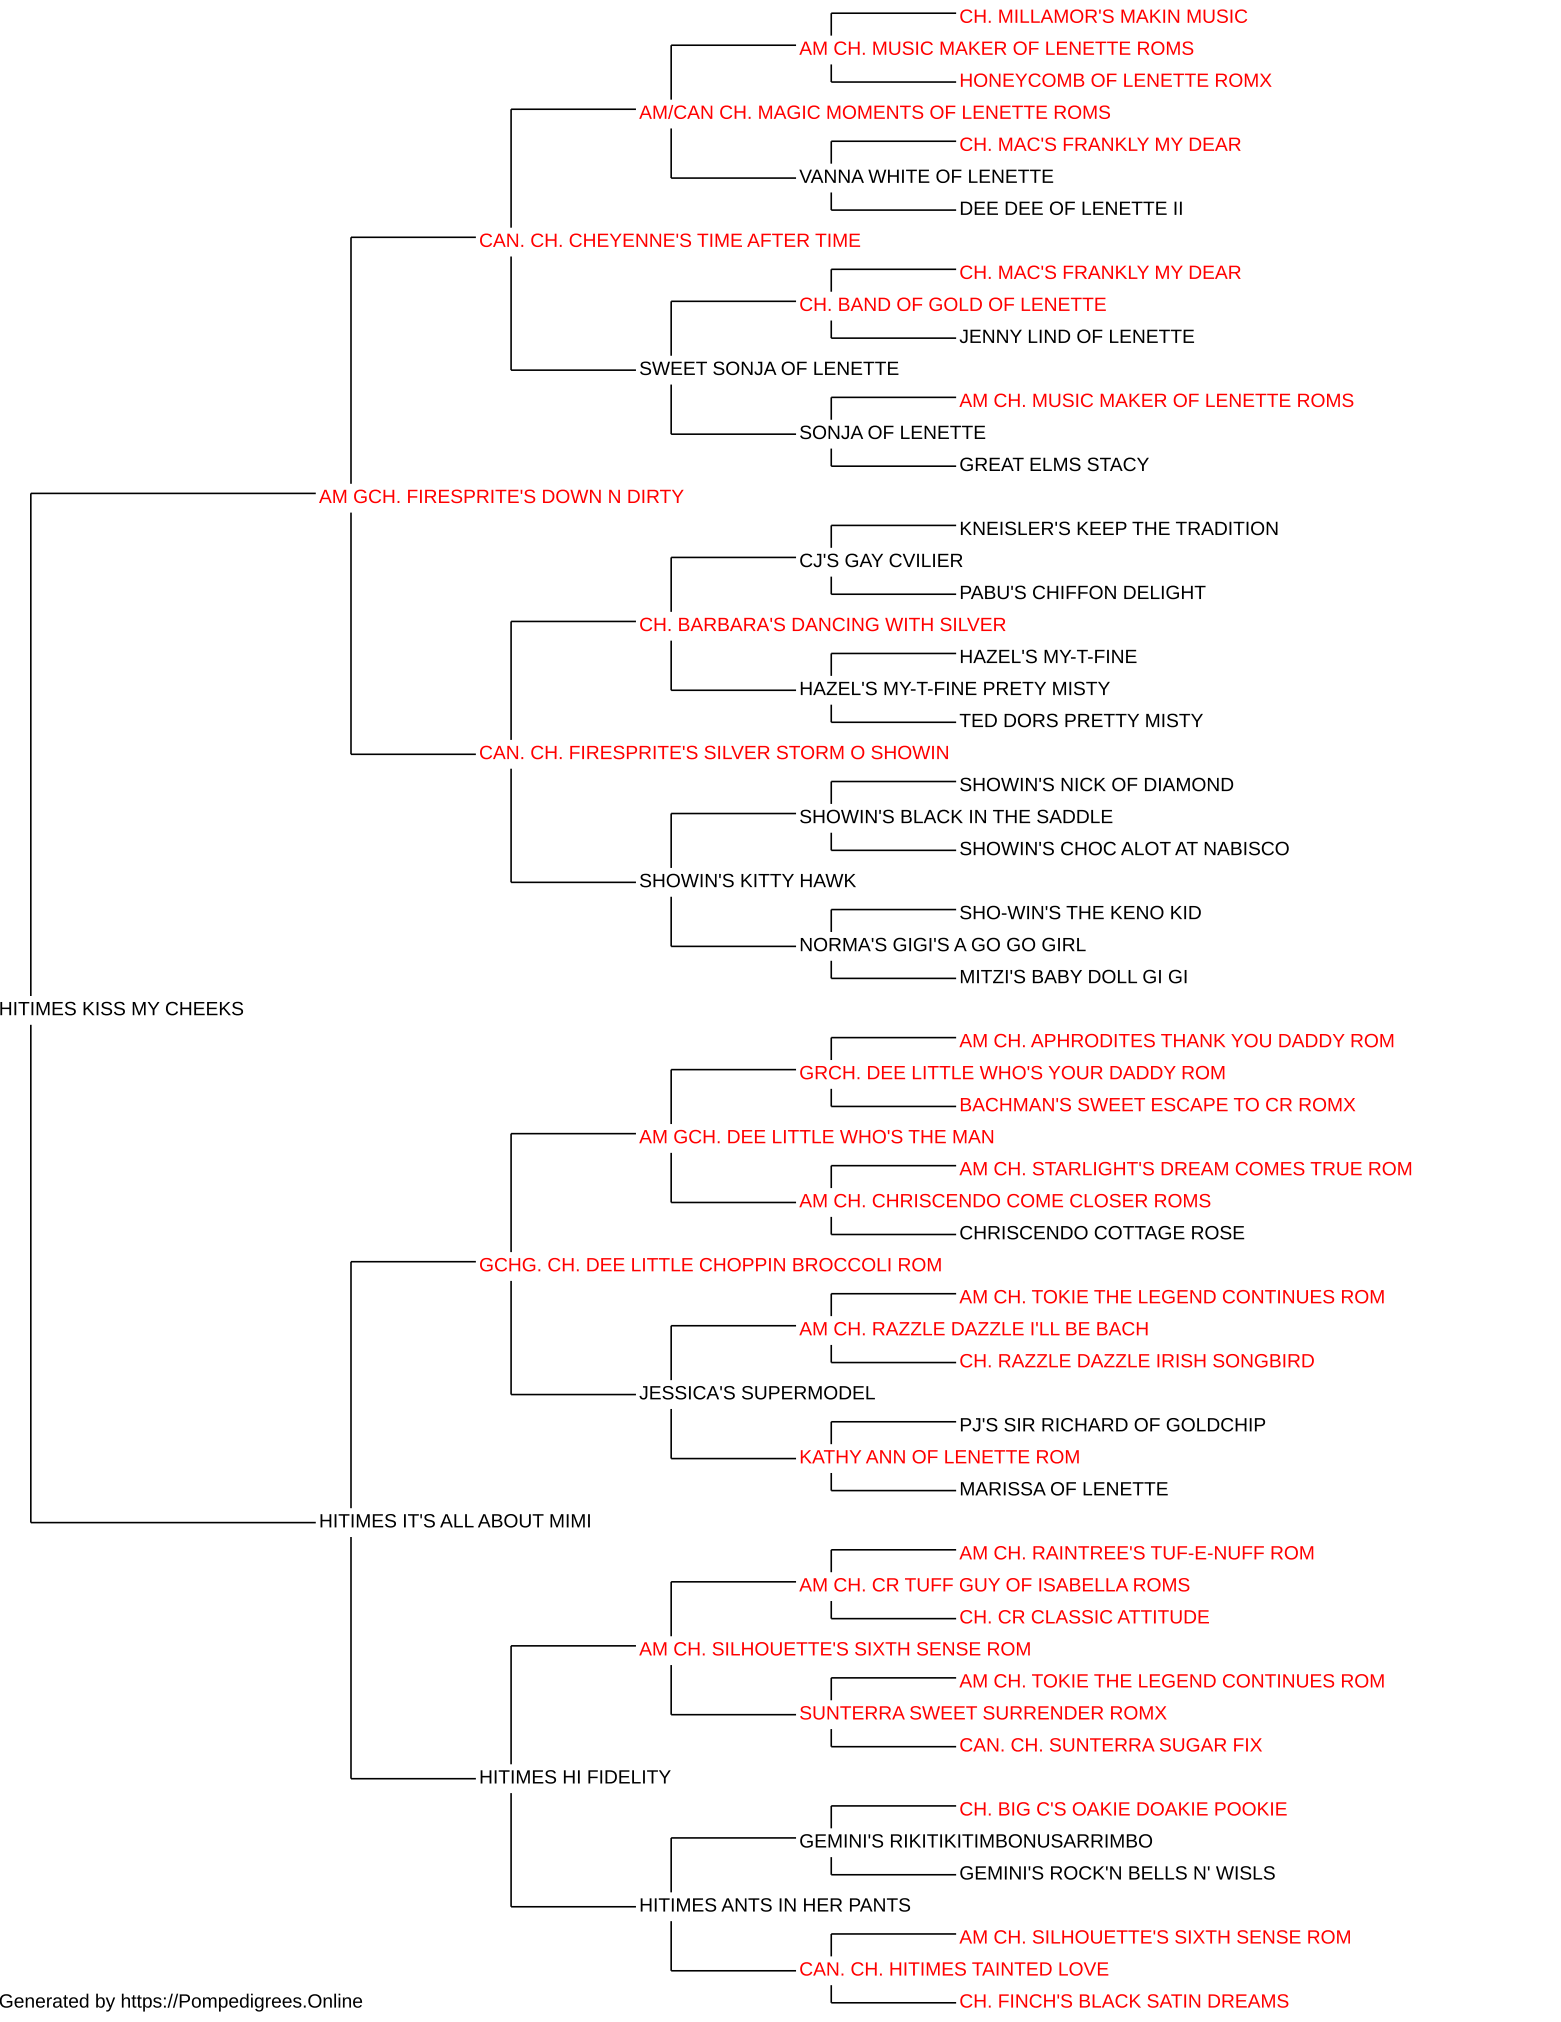 CH. MILLAMOR'S MAKIN MUSIC
AM CH. MUSIC MAKER OF LENETTE ROMS
HONEYCOMB OF LENETTE ROMX
AM/CAN CH. MAGIC MOMENTS OF LENETTE ROMS
CH. MAC'S FRANKLY MY DEAR
VANNA WHITE OF LENETTE
DEE DEE OF LENETTE II
CAN. CH. CHEYENNE'S TIME AFTER TIME
CH. MAC'S FRANKLY MY DEAR
CH. BAND OF GOLD OF LENETTE
JENNY LIND OF LENETTE
SWEET SONJA OF LENETTE
AM CH. MUSIC MAKER OF LENETTE ROMS
SONJA OF LENETTE
GREAT ELMS STACY
AM GCH. FIRESPRITE'S DOWN N DIRTY
KNEISLER'S KEEP THE TRADITION
CJ'S GAY CVILIER
PABU'S CHIFFON DELIGHT
CH. BARBARA'S DANCING WITH SILVER
HAZEL'S MY-T-FINE
HAZEL'S MY-T-FINE PRETY MISTY
TED DORS PRETTY MISTY
CAN. CH. FIRESPRITE'S SILVER STORM O SHOWIN
SHOWIN'S NICK OF DIAMOND
SHOWIN'S BLACK IN THE SADDLE
SHOWIN'S CHOC ALOT AT NABISCO
SHOWIN'S KITTY HAWK
SHO-WIN'S THE KENO KID
NORMA'S GIGI'S A GO GO GIRL
MITZI'S BABY DOLL GI GI
HITIMES KISS MY CHEEKS
AM CH. APHRODITES THANK YOU DADDY ROM
GRCH. DEE LITTLE WHO'S YOUR DADDY ROM
BACHMAN'S SWEET ESCAPE TO CR ROMX
AM GCH. DEE LITTLE WHO'S THE MAN
AM CH. STARLIGHT'S DREAM COMES TRUE ROM
AM CH. CHRISCENDO COME CLOSER ROMS
CHRISCENDO COTTAGE ROSE
GCHG. CH. DEE LITTLE CHOPPIN BROCCOLI ROM
AM CH. TOKIE THE LEGEND CONTINUES ROM
AM CH. RAZZLE DAZZLE I'LL BE BACH
CH. RAZZLE DAZZLE IRISH SONGBIRD
JESSICA'S SUPERMODEL
PJ'S SIR RICHARD OF GOLDCHIP
KATHY ANN OF LENETTE ROM
MARISSA OF LENETTE
HITIMES IT'S ALL ABOUT MIMI
AM CH. RAINTREE'S TUF-E-NUFF ROM
AM CH. CR TUFF GUY OF ISABELLA ROMS
CH. CR CLASSIC ATTITUDE
AM CH. SILHOUETTE'S SIXTH SENSE ROM
AM CH. TOKIE THE LEGEND CONTINUES ROM
SUNTERRA SWEET SURRENDER ROMX
CAN. CH. SUNTERRA SUGAR FIX
HITIMES HI FIDELITY
CH. BIG C'S OAKIE DOAKIE POOKIE
GEMINI'S RIKITIKITIMBONUSARRIMBO
GEMINI'S ROCK'N BELLS N' WISLS
HITIMES ANTS IN HER PANTS
AM CH. SILHOUETTE'S SIXTH SENSE ROM
CAN. CH. HITIMES TAINTED LOVE
CH. FINCH'S BLACK SATIN DREAMS
Generated by https://Pompedigrees.Online